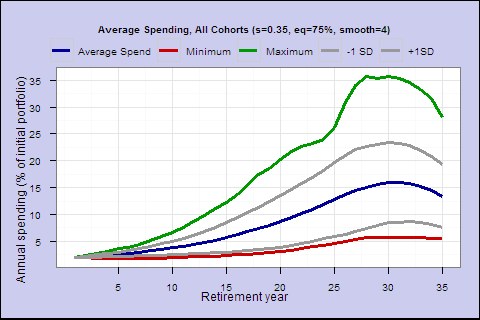 Average Spending, All Cohorts (s=0.35, eq=75%, smooth=4)
Average Spend Minimum Maximum -1 SD +1SD
Annual spending (% of initial portfolio)
35
30
25
20
15
10
5
5 10 15 20 25 30 35
Retirement year